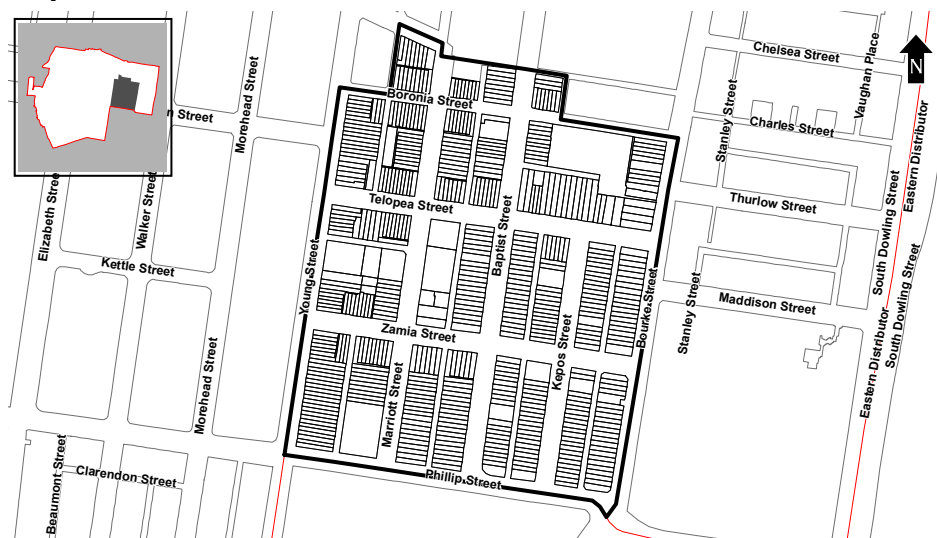 Chelsea Street
Vaughan Place
N
Morehead Street
Boronia Street
n Street
Charles Street
Stanley Street
Eastern Distributor
Elizabeth Street
Walker Street
Telopea Street
Thurlow Street
South Dowling Street
Baptist Street
Kettle Street
Young Street
Bourke Street
Stanley Street
Maddison Street
South Dowling Street
Zamia Street
Kepos Street
Eastern Distributor
Morehead Street
Marriott Street
Beaumont Street
Clarendon Street
Phillip Street